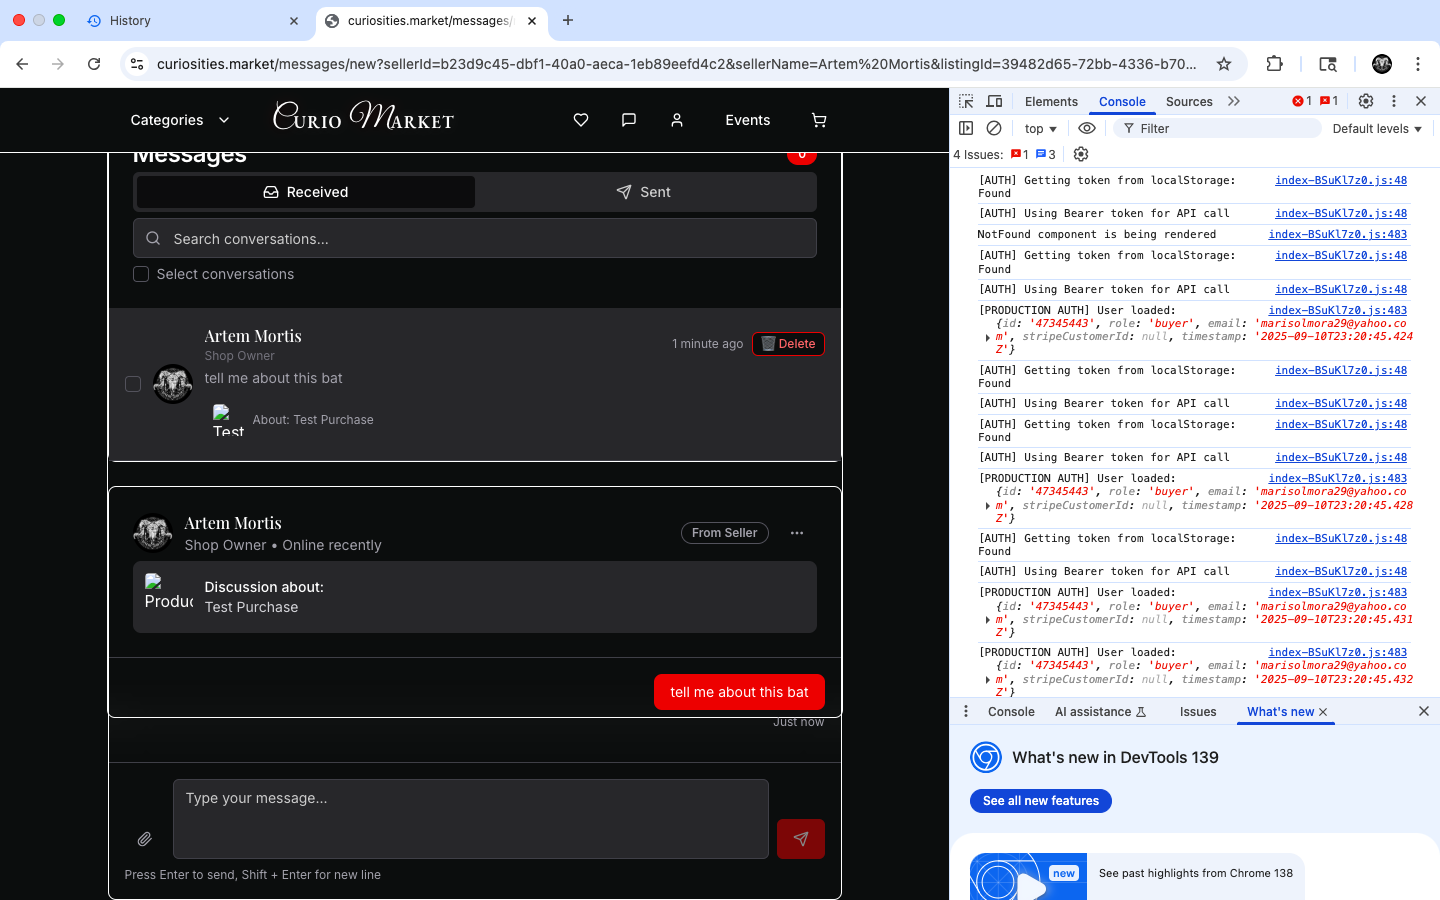 History
curiosities.market/messages/
curiosities.market/messages/new?sellerId=b23d9c45-dbf1-40a0-aeca-1eb89eefd4c2&sellerName=Artem%20Mortis&listingId=39482d65-72bb-4336-b70...
Categories
Curio Market
Events
Messages
0
Received
Sent
Search conversations...
Select conversations
Artem Mortis
Shop Owner
1 minute ago
Delete
tell me about this bat
Test
About: Test Purchase
Artem Mortis
Shop Owner • Online recently
From Seller
Produc
Discussion about:
Test Purchase
tell me about this bat
Just now
Type your message...
Press Enter to send, Shift + Enter for new line
Elements
Console
Sources
1
1
top
Filter
Default levels
4 Issues:
1
3
[AUTH] Getting token from localStorage: index-BSuKl7z0.js:48
Found
[AUTH] Using Bearer token for API call index-BSuKl7z0.js:48
NotFound component is being rendered index-BSuKl7z0.js:483
[AUTH] Getting token from localStorage: index-BSuKl7z0.js:48
Found
[AUTH] Using Bearer token for API call index-BSuKl7z0.js:48
[PRODUCTION AUTH] User loaded: index-BSuKl7z0.js:483
{id: '47345443', role: 'buyer', email: 'marisolmora29@yahoo.co
m', stripeCustomerId: null, timestamp: '2025-09-10T23:20:45.424
Z'}
[AUTH] Getting token from localStorage: index-BSuKl7z0.js:48
Found
[AUTH] Using Bearer token for API call index-BSuKl7z0.js:48
[AUTH] Getting token from localStorage: index-BSuKl7z0.js:48
Found
[AUTH] Using Bearer token for API call index-BSuKl7z0.js:48
[PRODUCTION AUTH] User loaded: index-BSuKl7z0.js:483
{id: '47345443', role: 'buyer', email: 'marisolmora29@yahoo.co
m', stripeCustomerId: null, timestamp: '2025-09-10T23:20:45.428
Z'}
[AUTH] Getting token from localStorage: index-BSuKl7z0.js:48
Found
[AUTH] Using Bearer token for API call index-BSuKl7z0.js:48
[PRODUCTION AUTH] User loaded: index-BSuKl7z0.js:483
{id: '47345443', role: 'buyer', email: 'marisolmora29@yahoo.co
m', stripeCustomerId: null, timestamp: '2025-09-10T23:20:45.431
Z'}
[PRODUCTION AUTH] User loaded: index-BSuKl7z0.js:483
{id: '47345443', role: 'buyer', email: 'marisolmora29@yahoo.co
m', stripeCustomerId: null, timestamp: '2025-09-10T23:20:45.432
Z'}
Console
AI assistance
Issues
What's new
What's new in DevTools 139
See all new features
new
See past highlights from Chrome 138